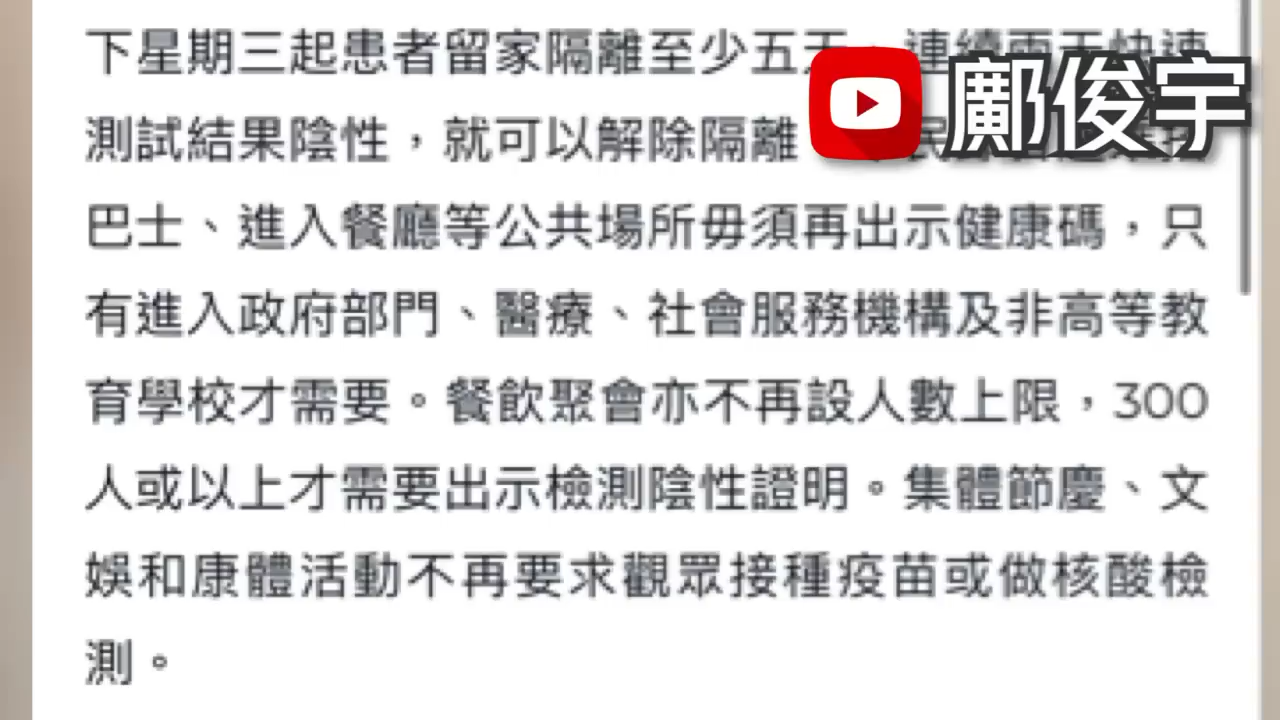 下星期三起患者留家隔離至少五天
鄺俊宇
測試結果陰性，就可以解除隔離
巴士、進入餐廳等公共場所毋須再出示健康碼，只
有進入政府部門、醫療、社會服務機構及非高等教
育學校才需要。餐飲聚會亦不再設人數上限，300
人或以上才需要出示檢測陰性證明。集體節慶、文
娛和康體活動不再要求觀眾接種疫苗或做核酸檢
測。